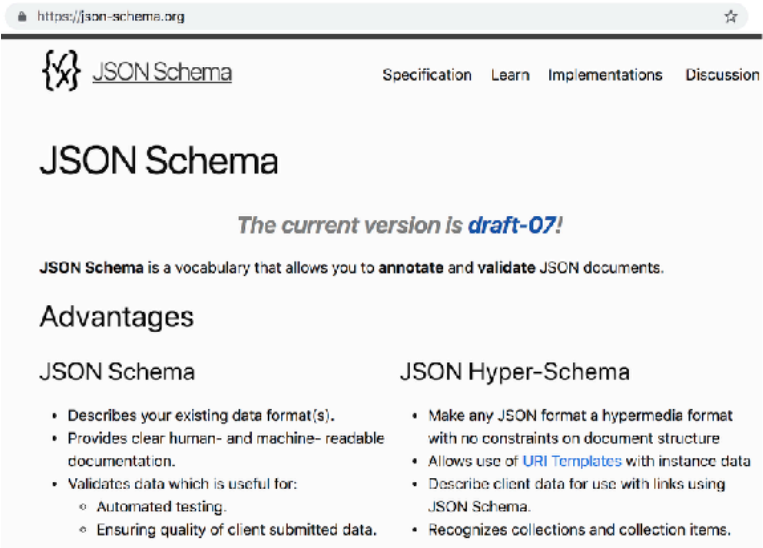 https://json-schema.org
JSON Schema
Specification Learn Implementations Discussion
JSON Schema
The current version is draft-07!
JSON Schema is a vocabulary that allows you to annotate and validate JSON documents.
Advantages
JSON Schema
• Describes your existing data format(s).
• Provides clear human- and machine- readable
documentation.
• Validates data which is useful for:
◦ Automated testing.
◦ Ensuring quality of client submitted data.
JSON Hyper-Schema
• Make any JSON format a hypermedia format
with no constraints on document structure
• Allows use of URI Templates with instance data
• Describe client data for use with links using
JSON Schema.
• Recognizes collections and collection items.